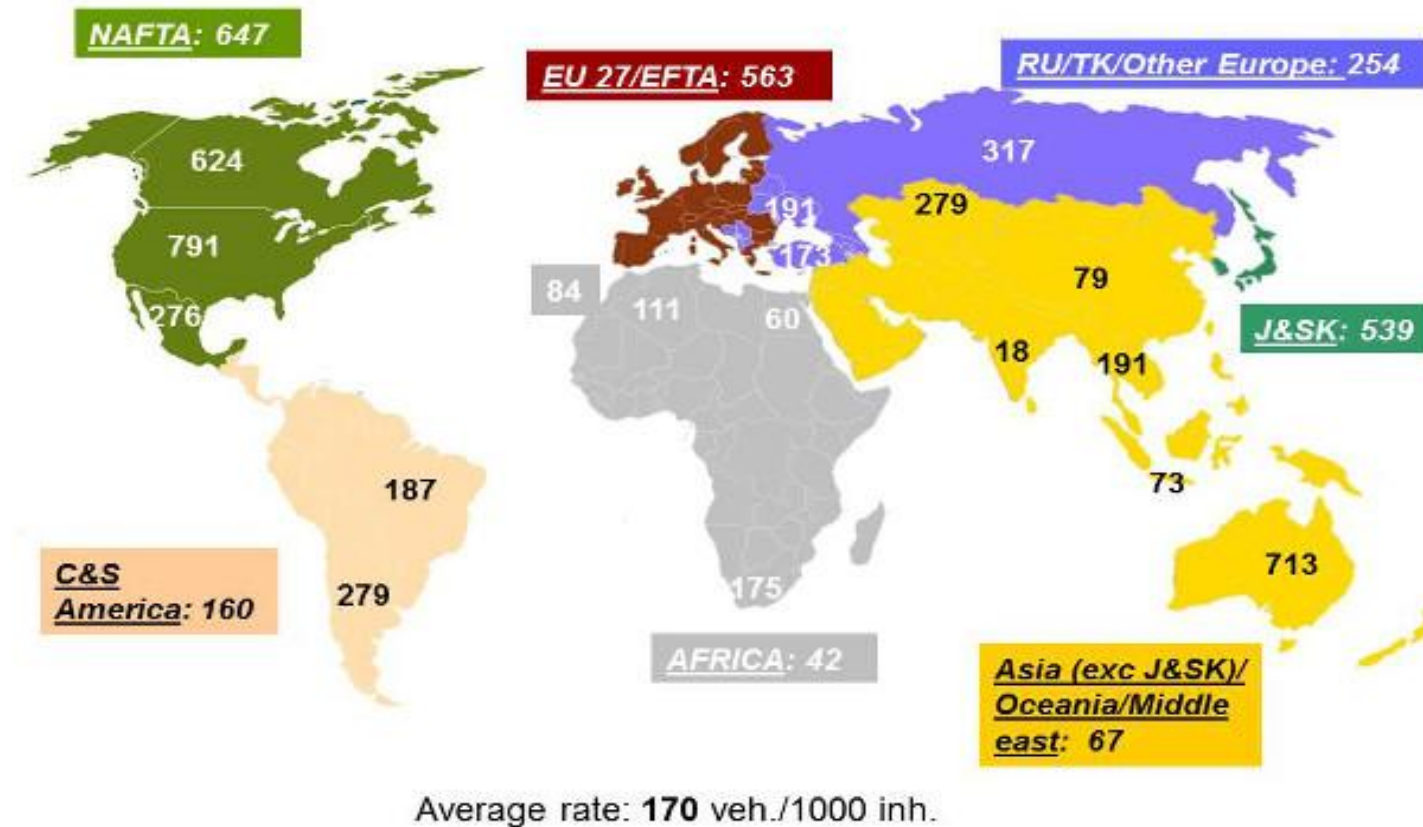 NAFTA: 647
EU 27/EFTA: 563
RU/TK/Other Europe: 254
624
317
791
191
279
276
173
84
111
60
79
18
191
J&SK: 539
73
187
713
279
175
C&S
America: 160
AFRICA: 42
Asia (exc J&SK)/
Oceania/Middle
east: 67
Average rate: 170 veh./1000 inh.